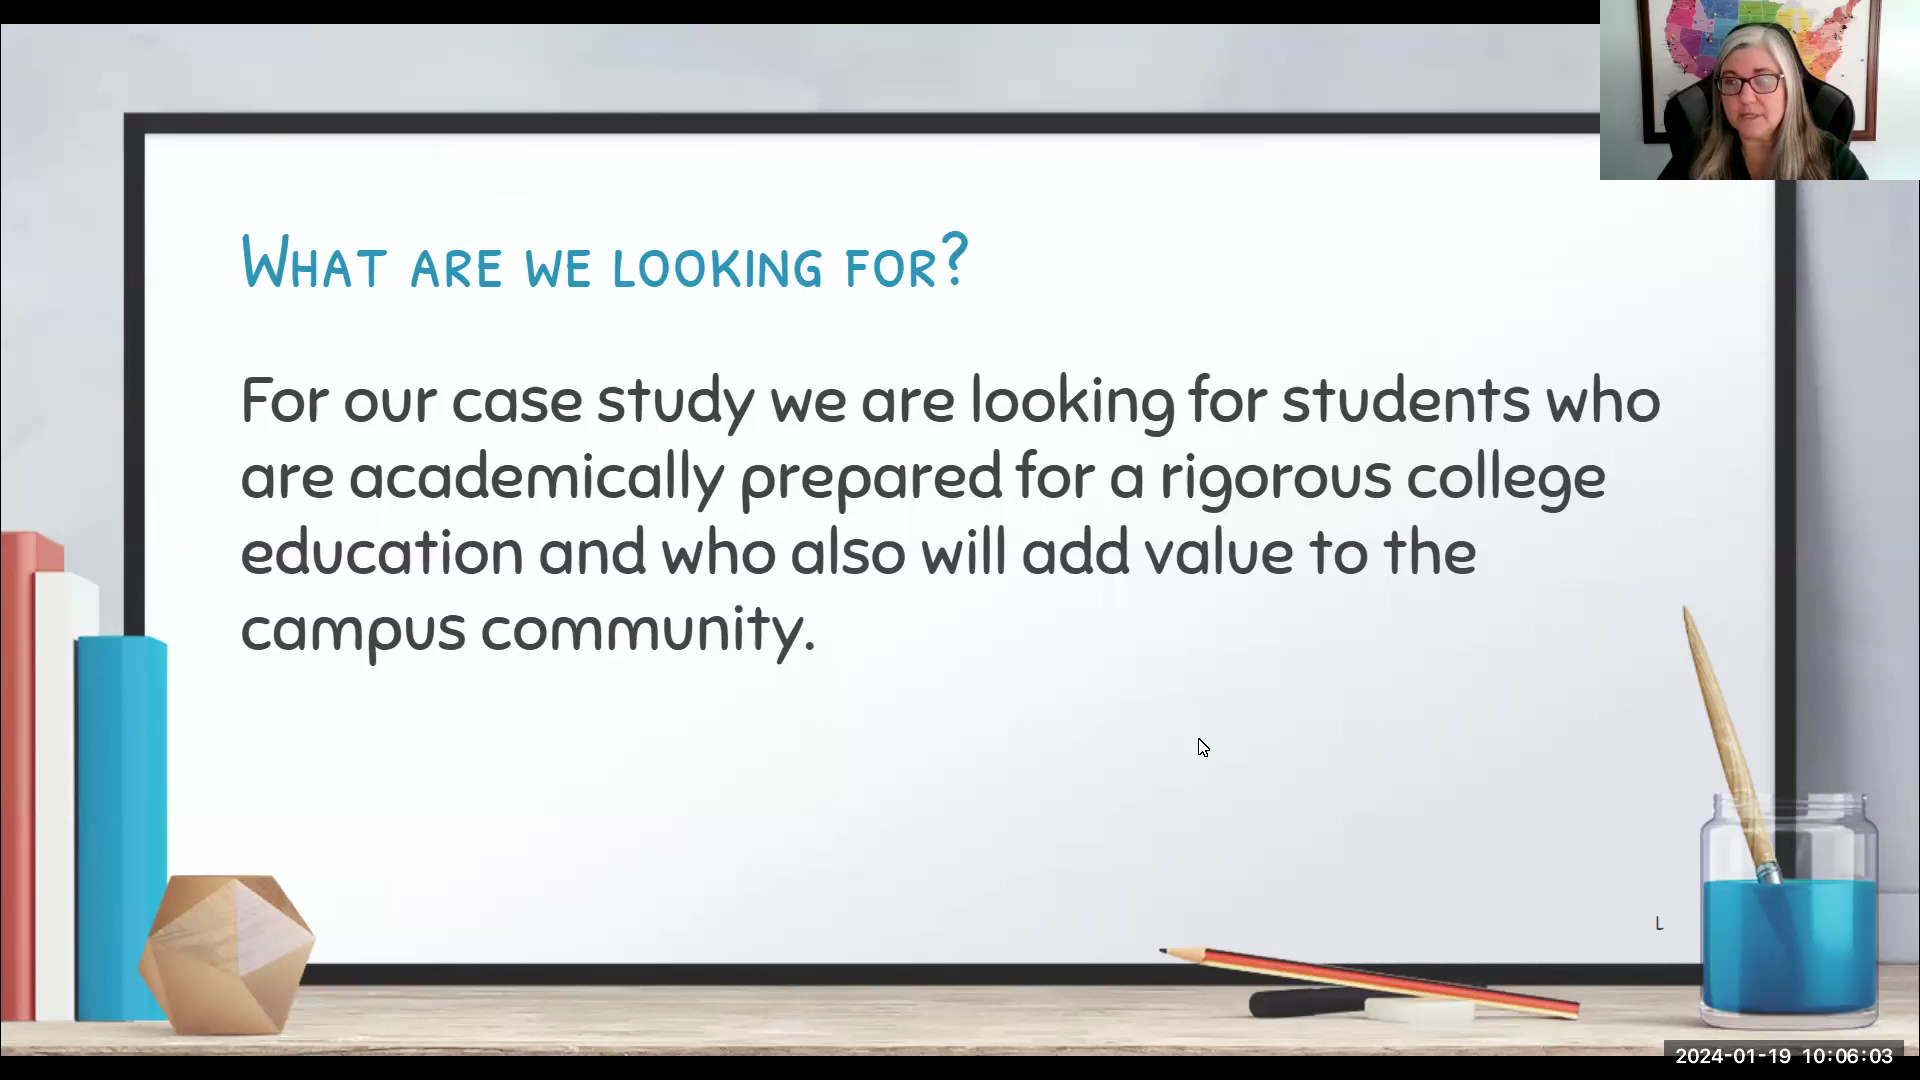 What are we looking for?
For our case study we are looking for students who
are academically prepared for a rigorous college
education and who also will add value to the
campus community.
L
2024-01-19 10:06:03